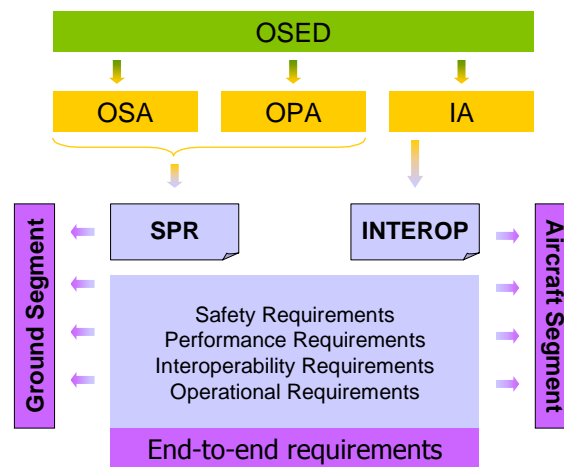 OSED
OSA
OPA
IA
SPR
INTEROP
Ground Segment
Aircraft Segment
Safety Requirements
Performance Requirements
Interoperability Requirements
Operational Requirements
End-to-end requirements